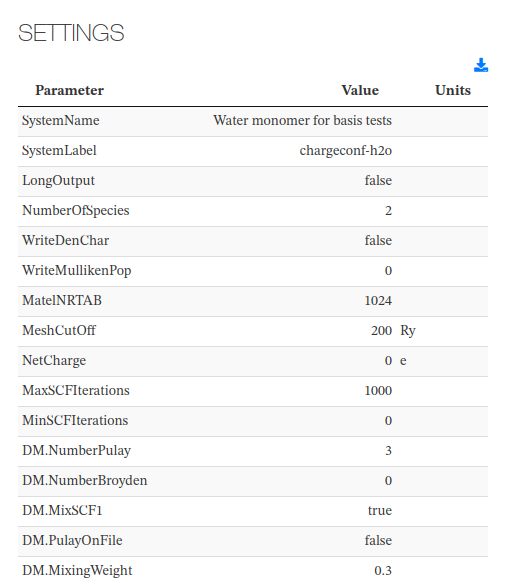 SETTINGS
Parameter Value Units
SystemName Water monomer for basis tests
SystemLabel chargeconf-h2o
LongOutput false
NumberOfSpecies 2
WriteDenChar false
WriteMullikenPop 0
MatelNRTAB 1024
MeshCutOff 200 Ry
NetCharge 0 e
MaxSCFIterations 1000
MinSCFIterations 0
DM.NumberPulay 3
DM.NumberBroyden 0
DM.MixSCF1 true
DM.PulayOnFile false
DM.MixingWeight 0.3